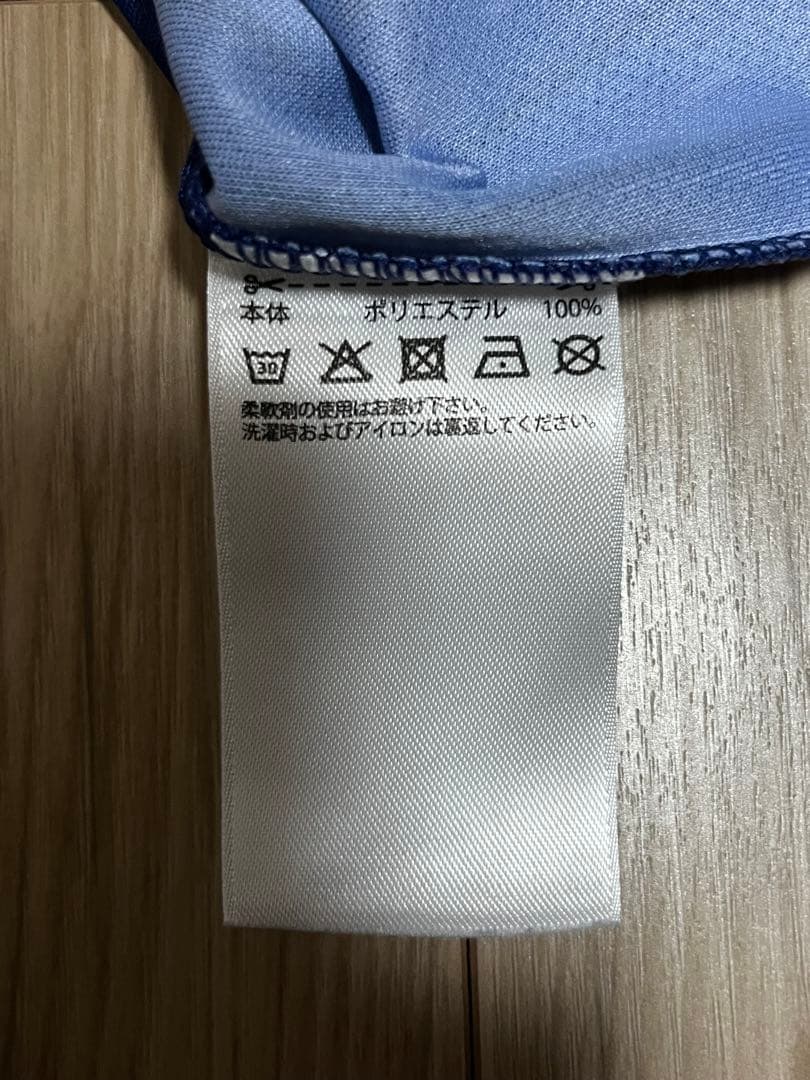 本体 ポリエステル 100%
30
柔軟剤の使用はお避け下さい。
洗濯時およびアイロンは裏返してください。